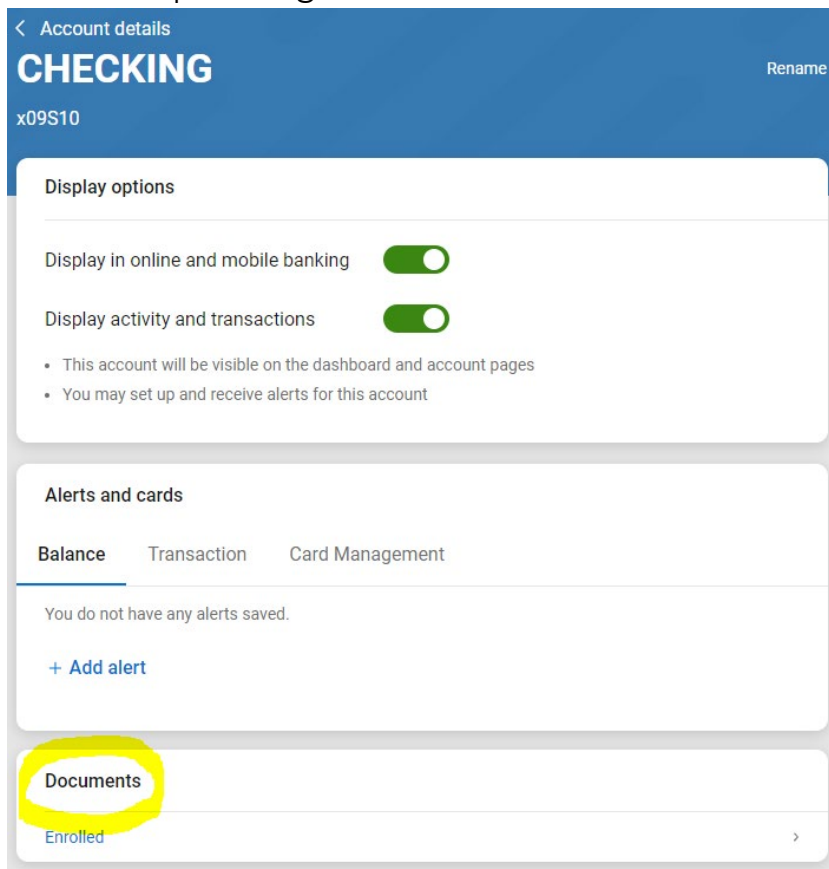 Account details
CHECKING
Rename
x09S10
Display options
Display in online and mobile banking
Display activity and transactions
• This account will be visible on the dashboard and account pages
• You may set up and receive alerts for this account
Alerts and cards
Balance Transaction Card Management
You do not have any alerts saved.
+ Add alert
Documents
Enrolled